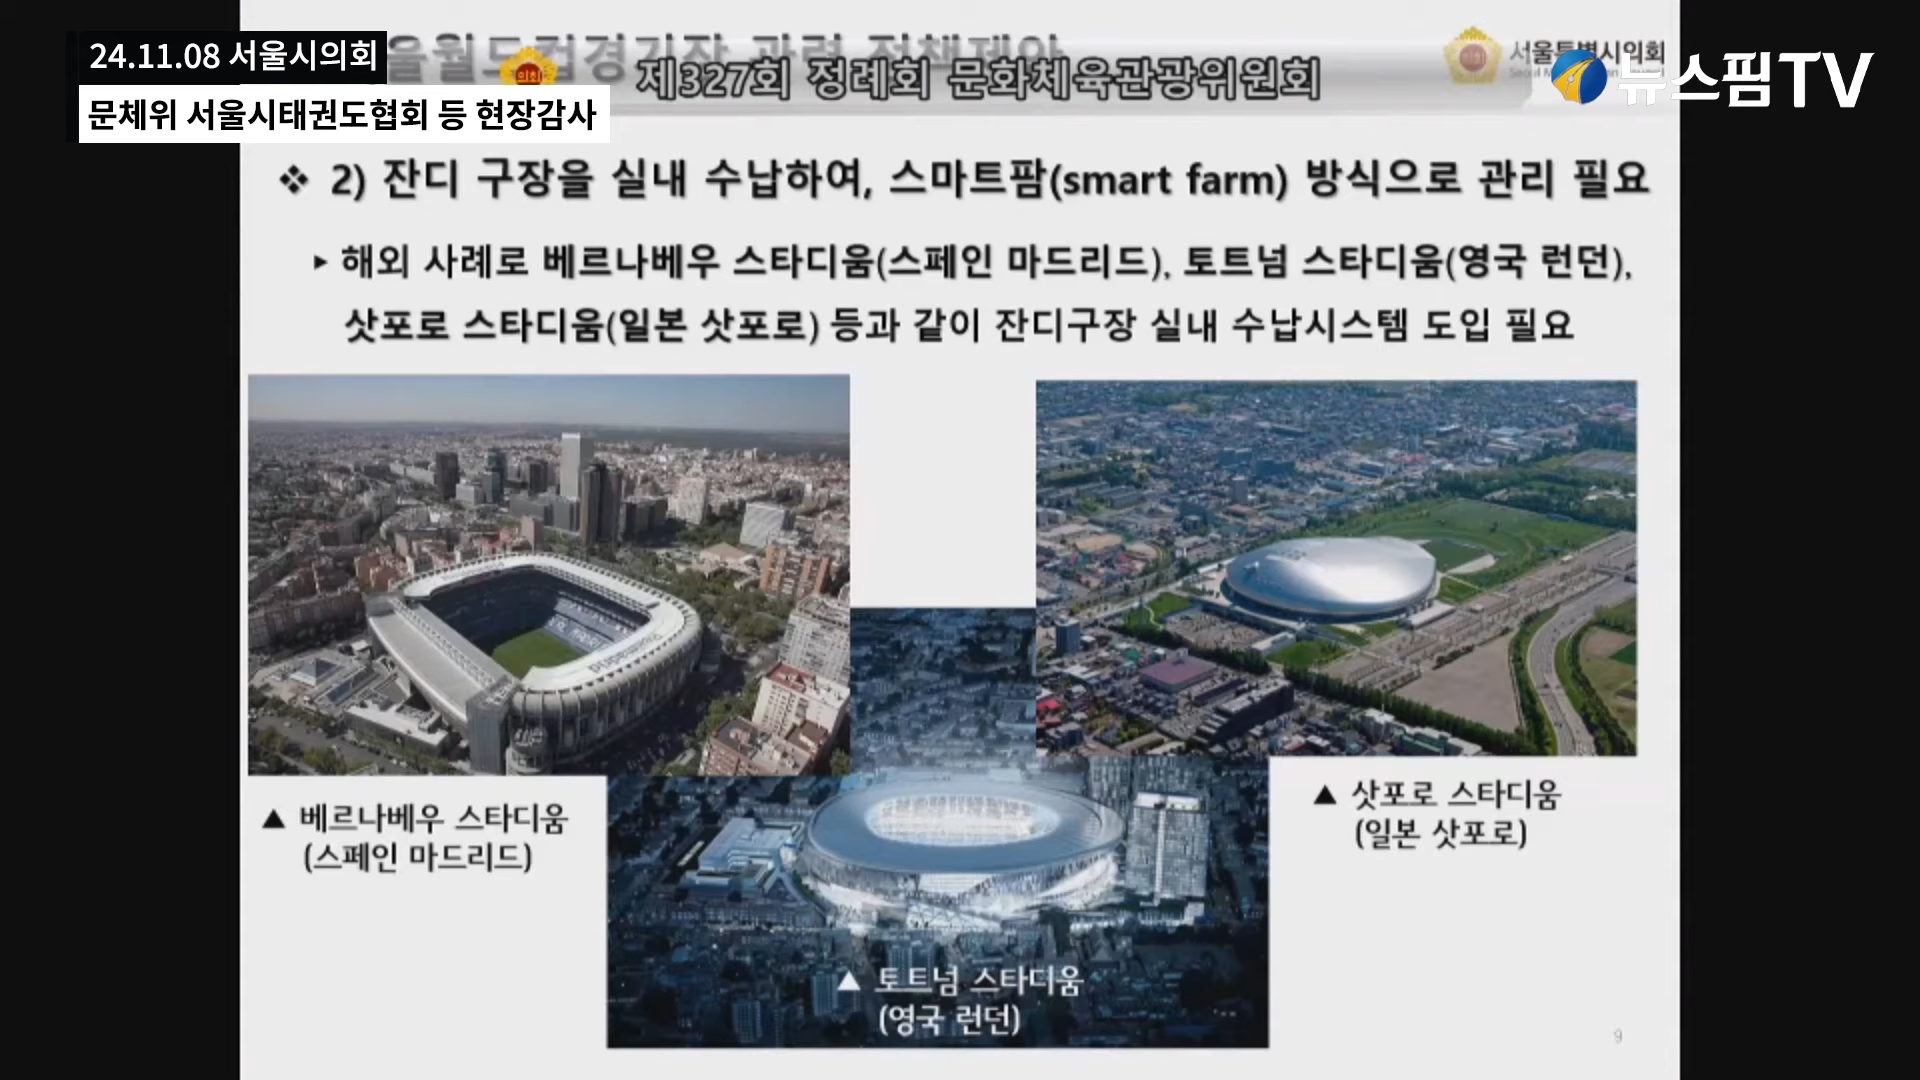 24.11.08 서울시의회
문체위 서울시태권도협회 등 현장감사
제327회 정례회 문화체육관광위원회
서울특별시의회
뉴스핌TV
❖ 2) 잔디 구장을 실내 수납하여, 스마트팜(smart farm) 방식으로 관리 필요
▸ 해외 사례로 베르나베우 스타디움(스페인 마드리드), 토트넘 스타디움(영국 런던),
삿포로 스타디움(일본 삿포로) 등과 같이 잔디구장 실내 수납시스템 도입 필요
▲ 베르나베우 스타디움
(스페인 마드리드)
▲ 삿포로 스타디움
(일본 삿포로)
▲ 토트넘 스타디움
(영국 런던)
9